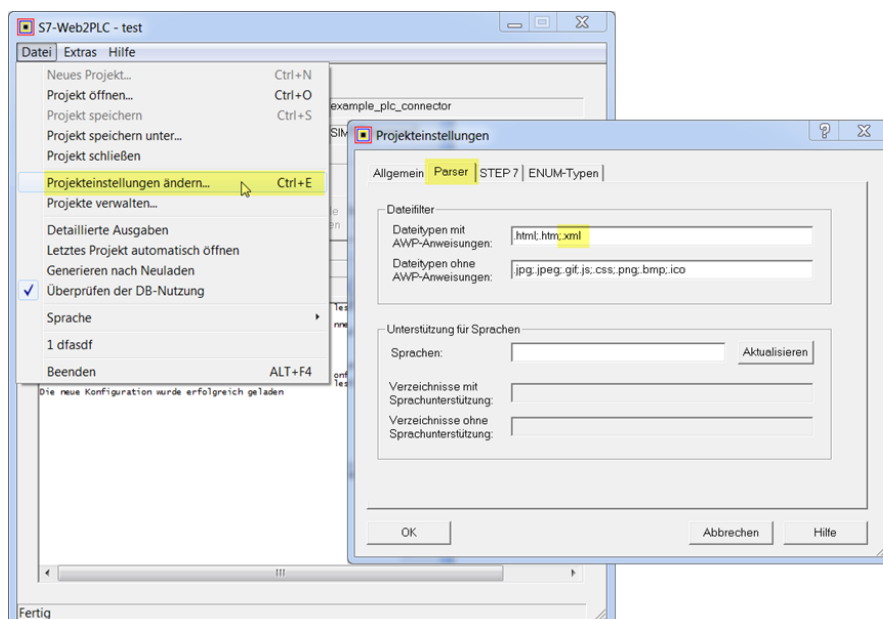 S7-Web2PLC - test
Datei Extras Hilfe
Neues Projekt... Ctrl+N
Projekt öffnen... Ctrl+O
Projekt speichern Ctrl+S
Projekt speichern unter...
Projekt schließen
Projekteinstellungen ändern... Ctrl+E
Projekte verwalten...
Detaillierte Ausgaben
Letztes Projekt automatisch öffnen
Generieren nach Neuladen
Überprüfen der DB-Nutzung
Sprache
1 dfasdf
Beenden ALT+F4
example_plc_connector
SIM
Die neue Konfiguration wurde erfolgreich geladen
Fertig
Projekteinstellungen
Allgemein Parser STEP 7 ENUM-Typen
Dateifilter
Dateitypen mit
AWP-Anweisungen: .html;.htm;.xml
Dateitypen ohne
AWP-Anweisungen: .jpg;.jpeg;.gif;.js;.css;.png;.bmp;.ico
Unterstützung für Sprachen
Sprachen: Aktualisieren
Verzeichnisse mit
Sprachunterstützung:
Verzeichnisse ohne
Sprachunterstützung:
OK Abbrechen Hilfe